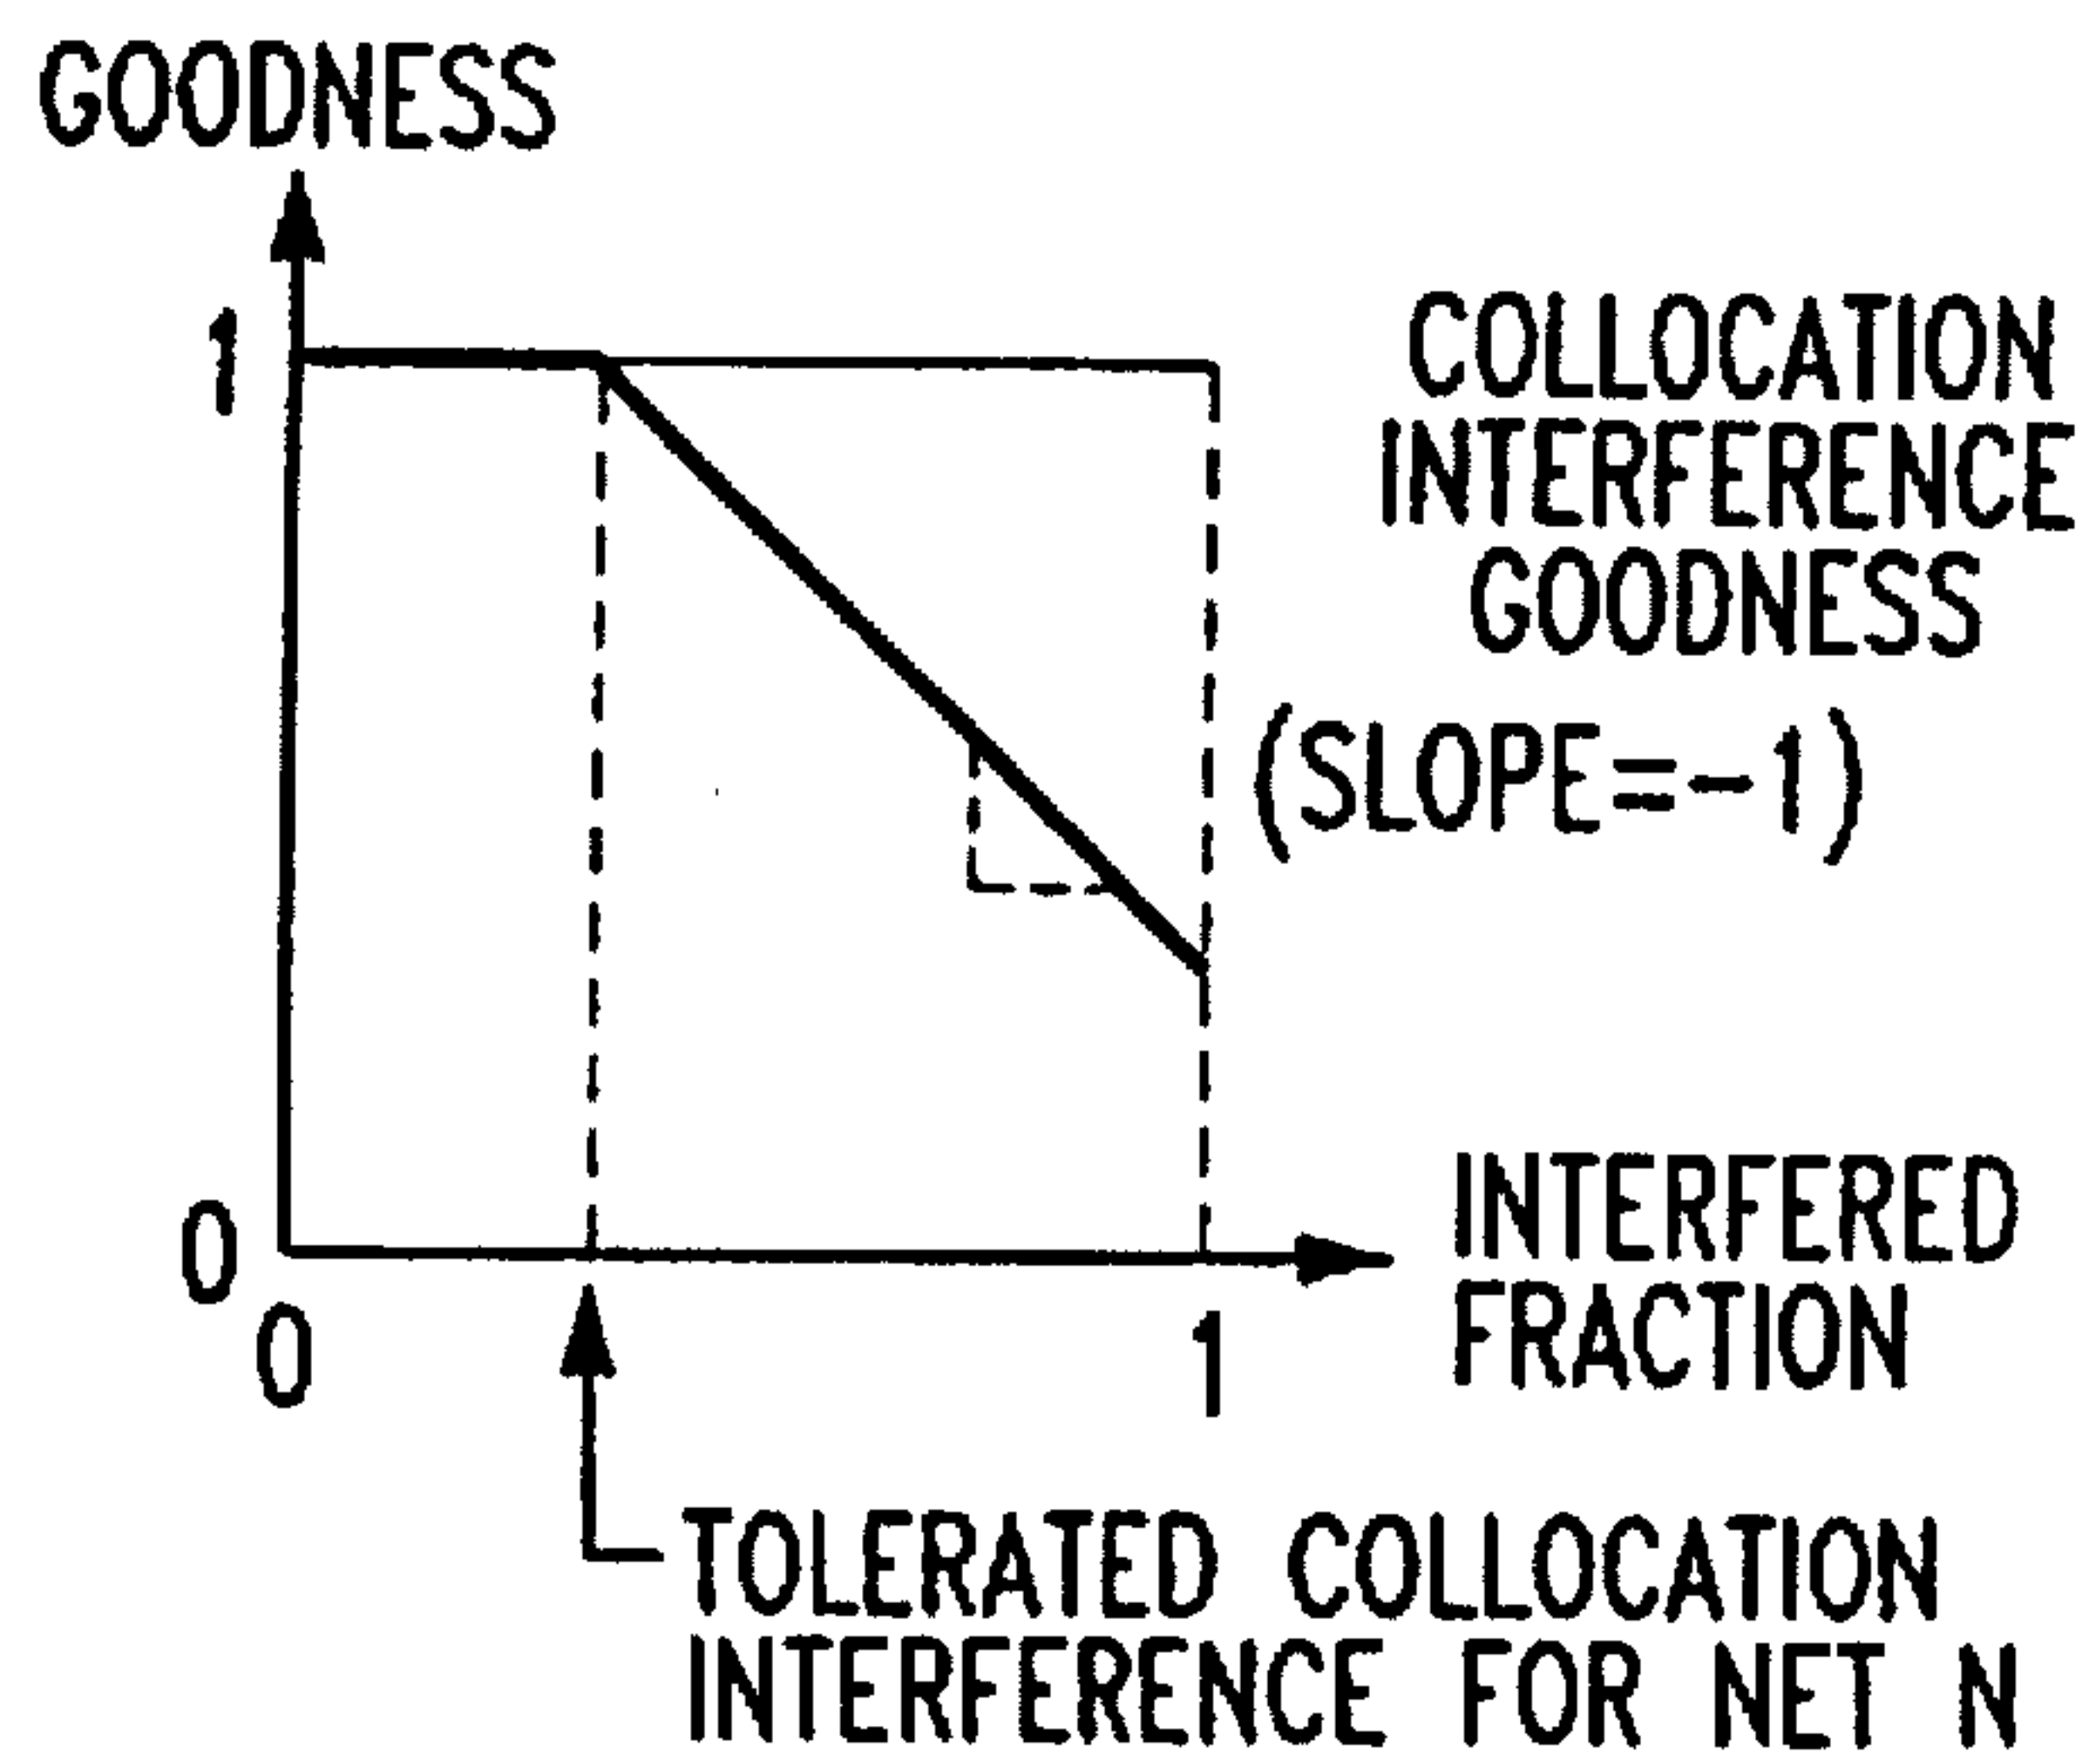 GOODNESS
1
COLLOCATION
INTERFERENCE
GOODNESS
(SLOPE=-1)
0
0
1
INTERFERED
FRACTION
TOLERATED COLLOCATION
INTERFERENCE FOR NET N